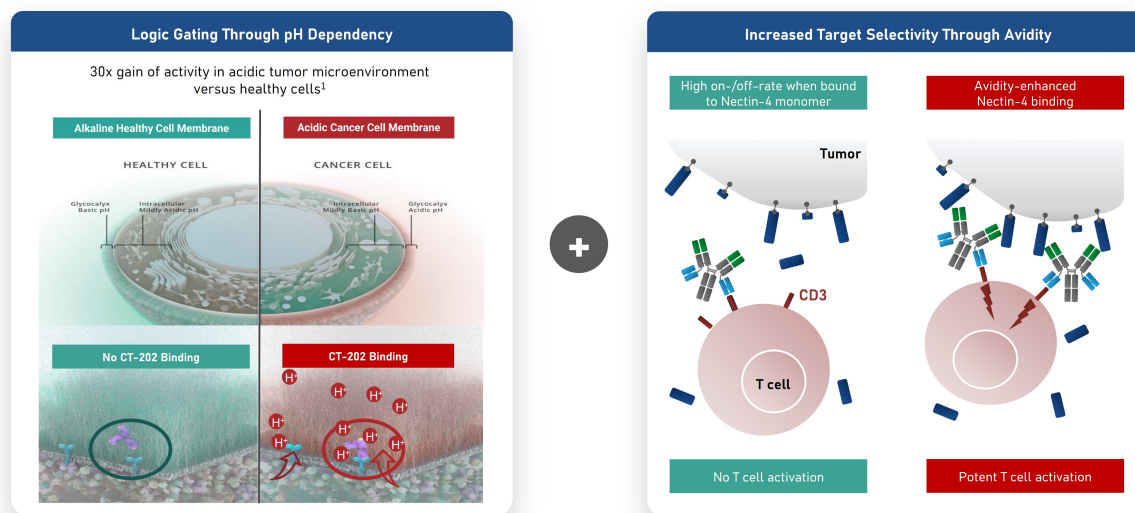 Logic Gating Through pH Dependency
30x gain of activity in acidic tumor microenvironment
versus healthy cells¹
Alkaline Healthy Cell Membrane
Acidic Cancer Cell Membrane
HEALTHY CELL
CANCER CELL
Glycocalyx
Basic pH
Intracellular
Mildly Acidic pH
Intracellular
Mildly Basic pH
Glycocalyx
Acidic pH
No CT-202 Binding
CT-202 Binding
H⁺
H⁺
H⁺
H⁺
H⁺
H⁺
H⁺
H⁺
H⁺
+
Increased Target Selectivity Through Avidity
High on-/off-rate when bound
to Nectin-4 monomer
Avidity-enhanced
Nectin-4 binding
Tumor
CD3
T cell
No T cell activation
Potent T cell activation